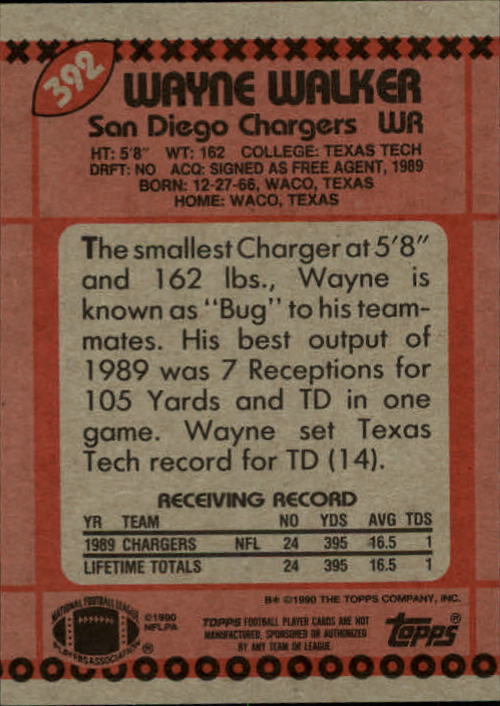 392
WAYNE WALKER
San Diego Chargers WR
HT: 5'8" WT: 162 COLLEGE: TEXAS TECH
DRFT: NO ACQ: SIGNED AS FREE AGENT, 1989
BORN: 12-27-66, WACO, TEXAS
HOME: WACO, TEXAS
The smallest Charger at 5'8"
and 162 lbs., Wayne is
known as "Bug" to his team-
mates. His best output of
1989 was 7 Receptions for
105 Yards and TD in one
game. Wayne set Texas
Tech record for TD (14).
RECEIVING RECORD
YR TEAM NO YDS AVG TDS
1989 CHARGERS NFL 24 395 16.5 1
LIFETIME TOTALS 24 395 16.5 1
B* ©1990 THE TOPPS COMPANY, INC.
NATIONAL FOOTBALL LEAGUE
PLAYERS ASSOCIATION ®
©1990
NFLPA
TOPPS FOOTBALL PLAYER CARDS ARE NOT
MANUFACTURED, SPONSORED OR AUTHORIZED
BY ANY TEAM OR LEAGUE.
topps®